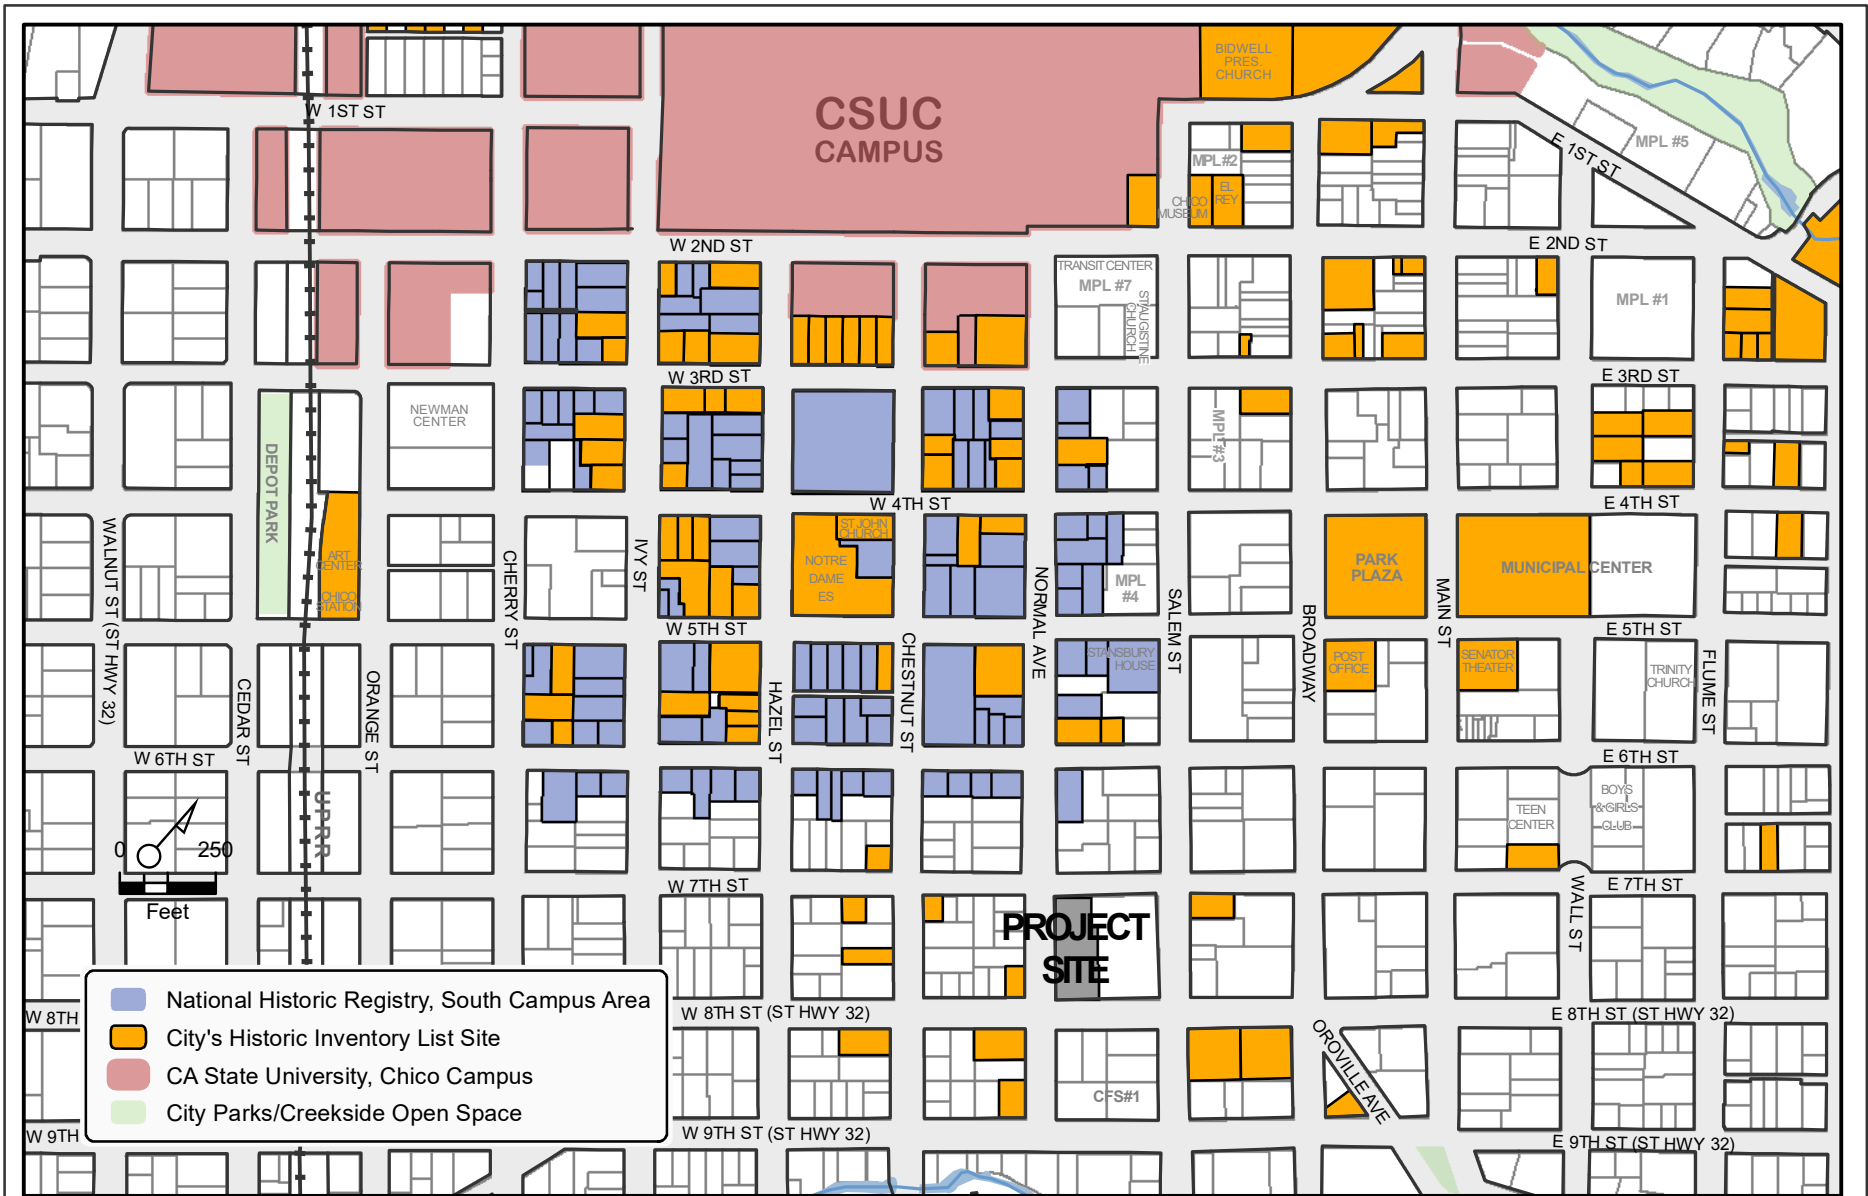 BIDWELL
PRES.
CHURCH
W 1ST ST
CSUC
CAMPUS
MPL #2
EL
REY
CHICO
MUSEUM
E 1ST ST
MPL #5
W 2ND ST
E 2ND ST
TRANSIT CENTER
MPL #7
ST AUGISTINE
CHURCH
MPL #1
W 3RD ST
E 3RD ST
NEWMAN
CENTER
DEPOT PARK
MPL #3
W 4TH ST
E 4TH ST
ART
CENTER
CHICO
STATION
WALNUT ST (ST HWY 32)
CHERRY ST
IVY ST
ST JOHN
CHURCH
NOTRE
DAME
ES
NORMAL AVE
MPL
#4
SALEM ST
PARK
PLAZA
MAIN ST
MUNICIPAL CENTER
W 5TH ST
E 5TH ST
CEDAR ST
ORANGE ST
HAZEL ST
CHESTNUT ST
STANSBURY
HOUSE
BROADWAY
POST
OFFICE
SENATOR
THEATER
TRINITY
CHURCH
FLUME ST
W 6TH ST
E 6TH ST
UPRR
TEEN
CENTER
BOYS
& GIRLS
CLUB
0
250
Feet
W 7TH ST
E 7TH ST
WALL ST
PROJECT
SITE
National Historic Registry, South Campus Area
City's Historic Inventory List Site
CA State University, Chico Campus
City Parks/Creekside Open Space
W 8TH
W 8TH ST (ST HWY 32)
E 8TH ST (ST HWY 32)
OROVILLE AVE
CFS#1
W 9TH
W 9TH ST (ST HWY 32)
E 9TH ST (ST HWY 32)